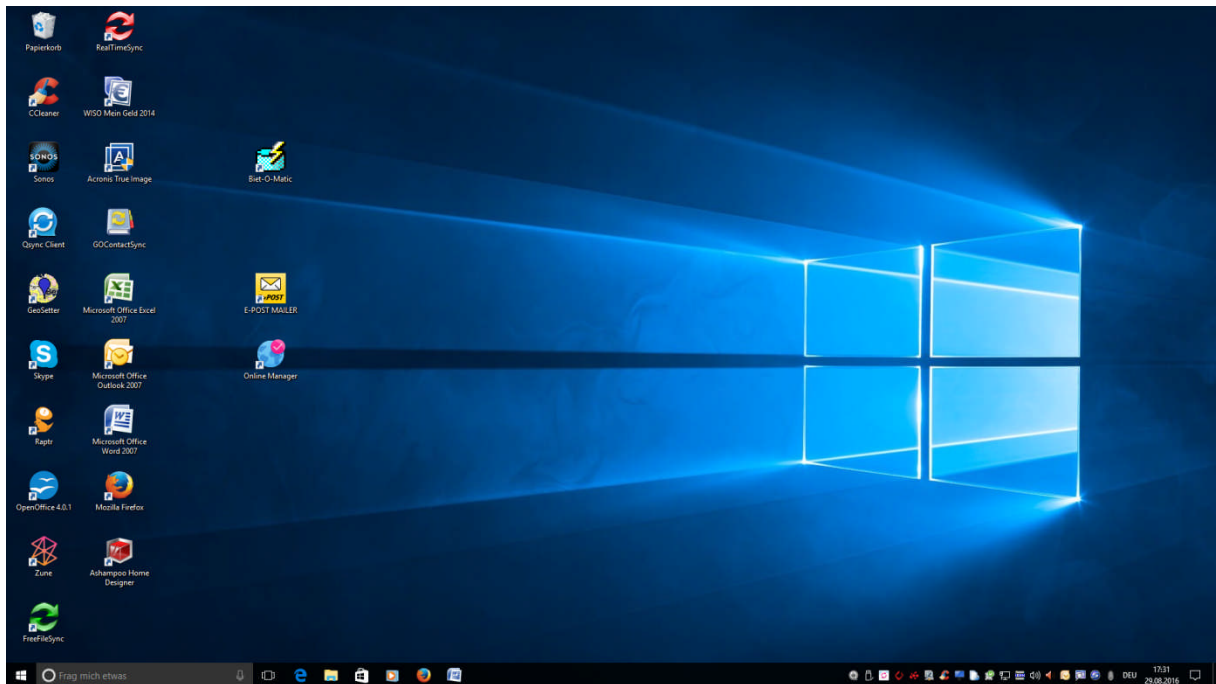 Papierkorb
RealTimeSync
CCleaner
WISO Mein Geld 2014
SONOS
Sonos
Acronis True Image
Biet-O-Matic
Qsync Client
GOContactSync
GeoSetter
Microsoft Office Excel
2007
ePOST
E-POST MAILER
Skype
Microsoft Office
Outlook 2007
Online Manager
Raptr
Microsoft Office
Word 2007
OpenOffice 4.0.1
Mozilla Firefox
Zune
Ashampoo Home
Designer
FreeFileSync
Frag mich etwas
DEU
17:31
29.08.2016